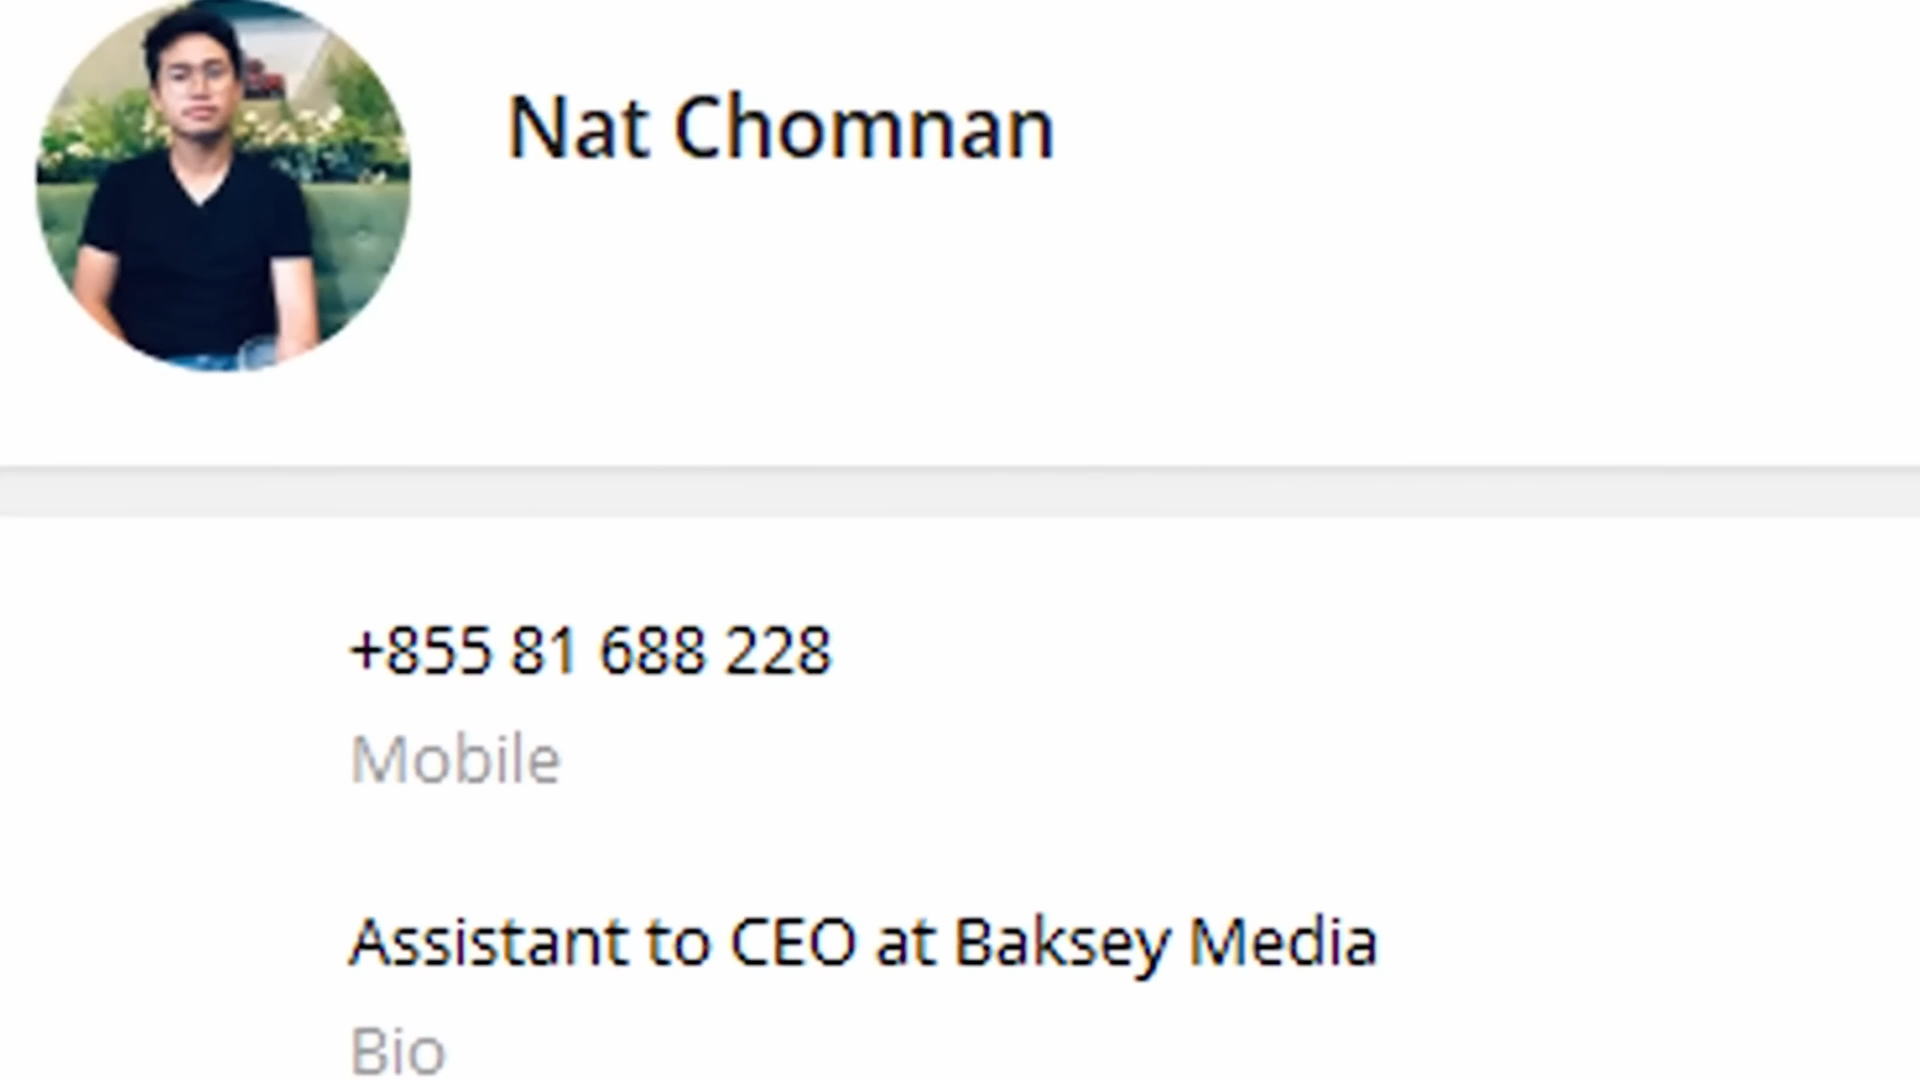 Nat Chomnan
+855 81 688 228
Mobile
Assistant to CEO at Baksey Media
Bio